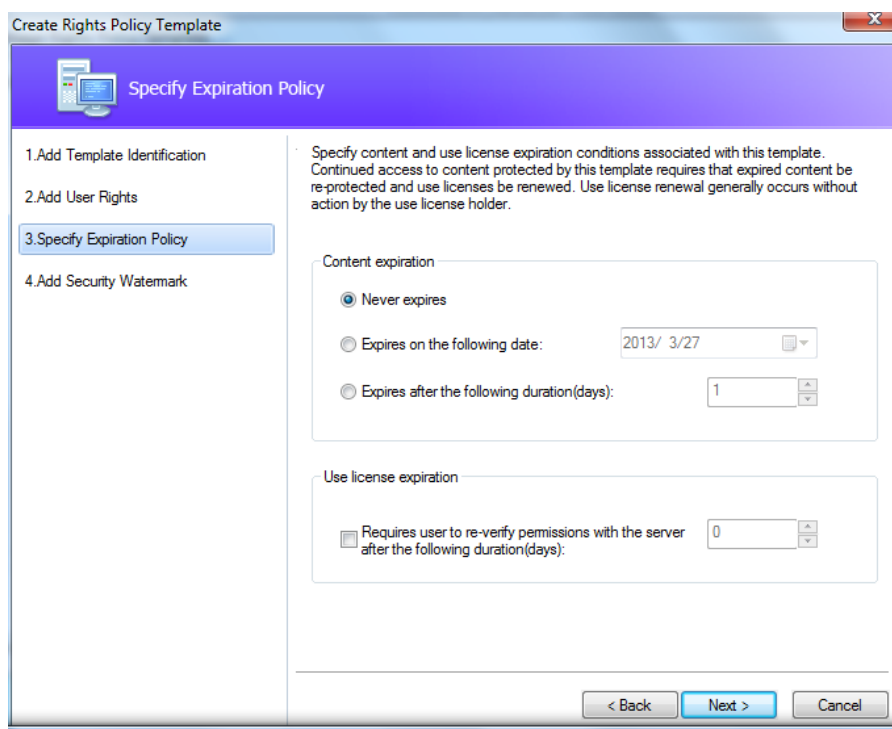 Create Rights Policy Template
Specify Expiration Policy
1.Add Template Identification
2.Add User Rights
3.Specify Expiration Policy
4.Add Security Watermark
Specify content and use license expiration conditions associated with this template.
Continued access to content protected by this template requires that expired content be
re-protected and use licenses be renewed. Use license renewal generally occurs without
action by the use license holder.
Content expiration
Never expires
Expires on the following date: 2013/ 3/27
Expires after the following duration(days): 1
Use license expiration
Requires user to re-verify permissions with the server 0
after the following duration(days):
< Back Next > Cancel